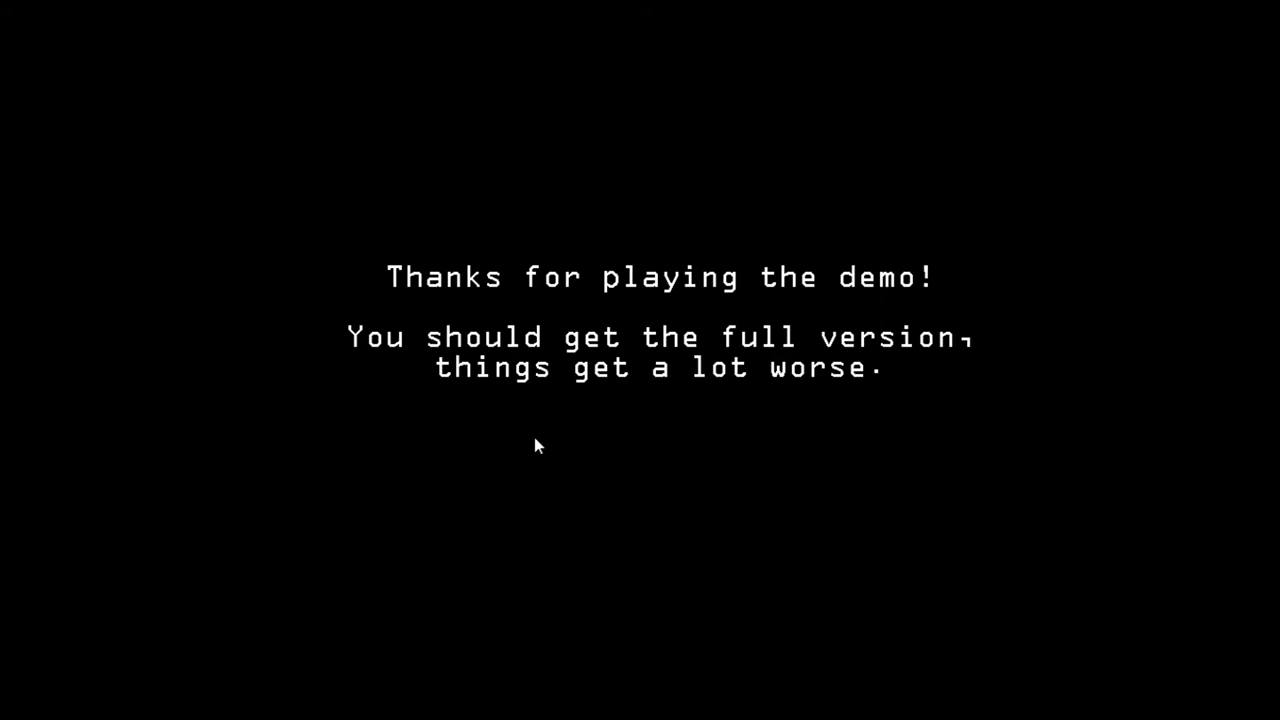 Thanks for playing the demo!
You should get the full version,
things get a lot worse.